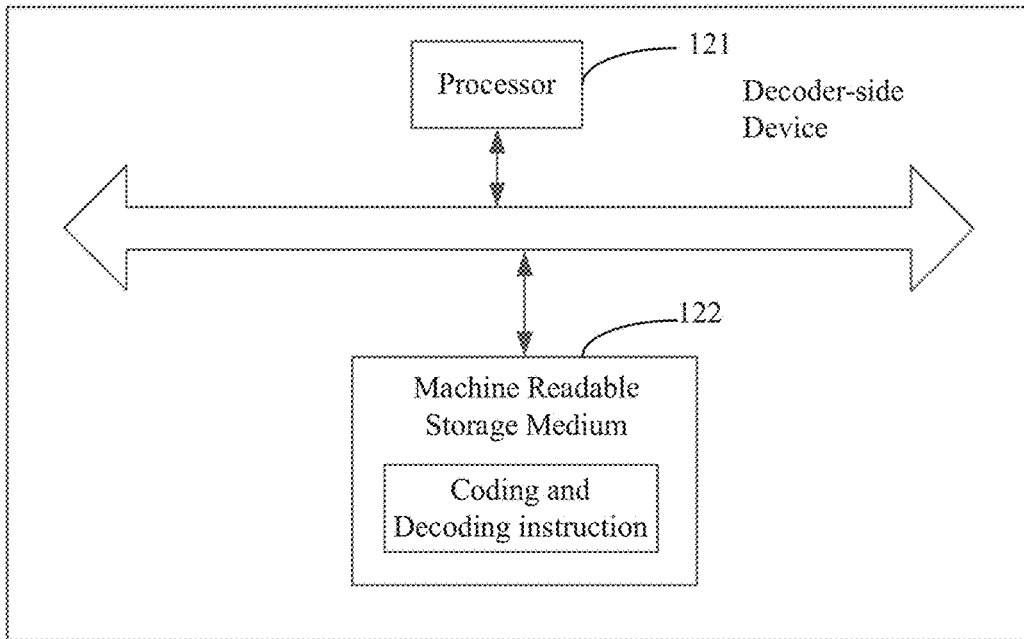 121
Processor
Decoder-side
Device
122
Machine Readable
Storage Medium
Coding and
Decoding instruction